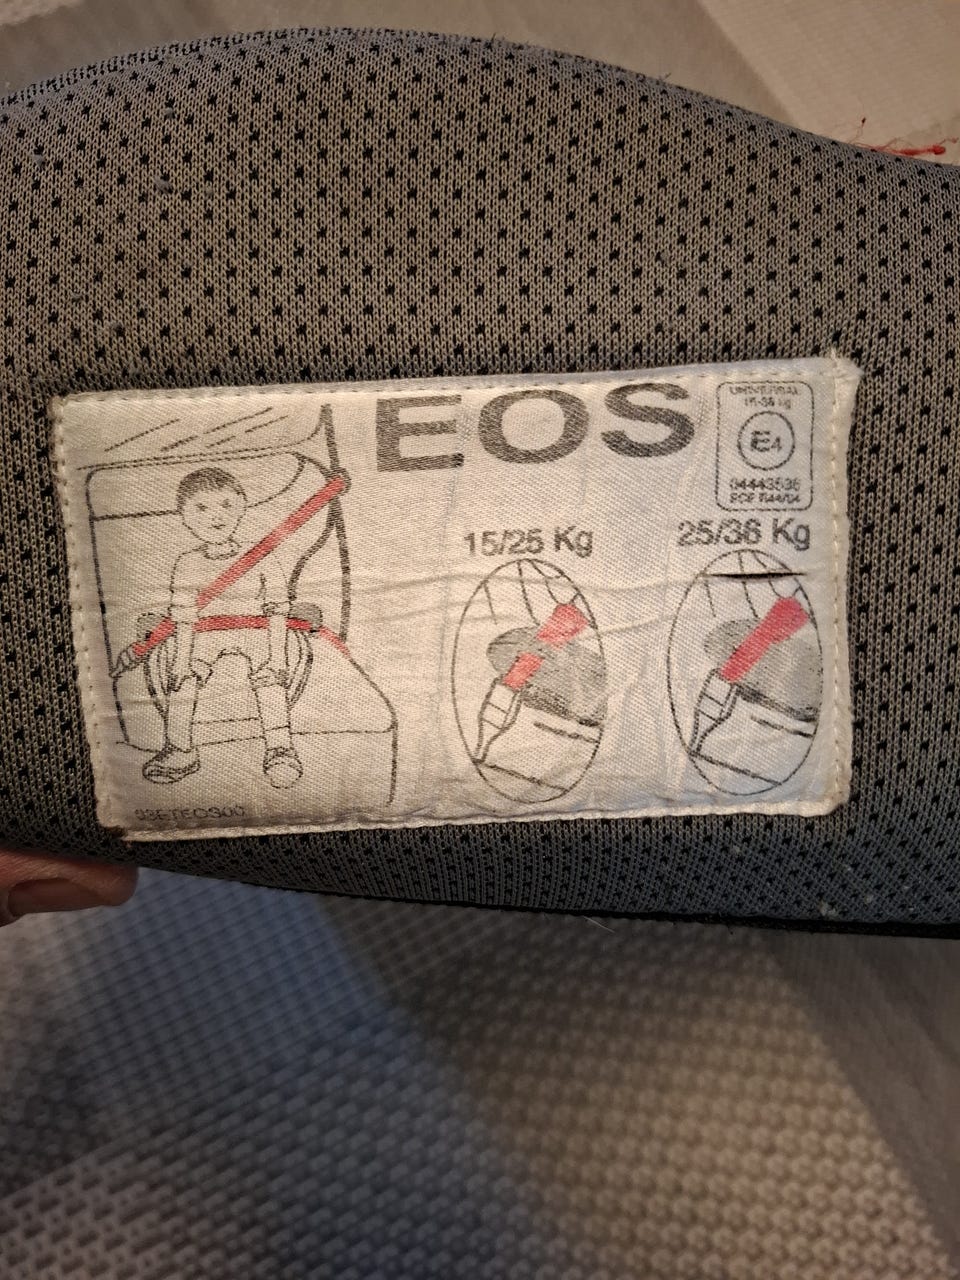 EOS
UNIVERSAL
15-36 kg
E4
04443536
ECE R44/04
15/25 Kg
25/36 Kg